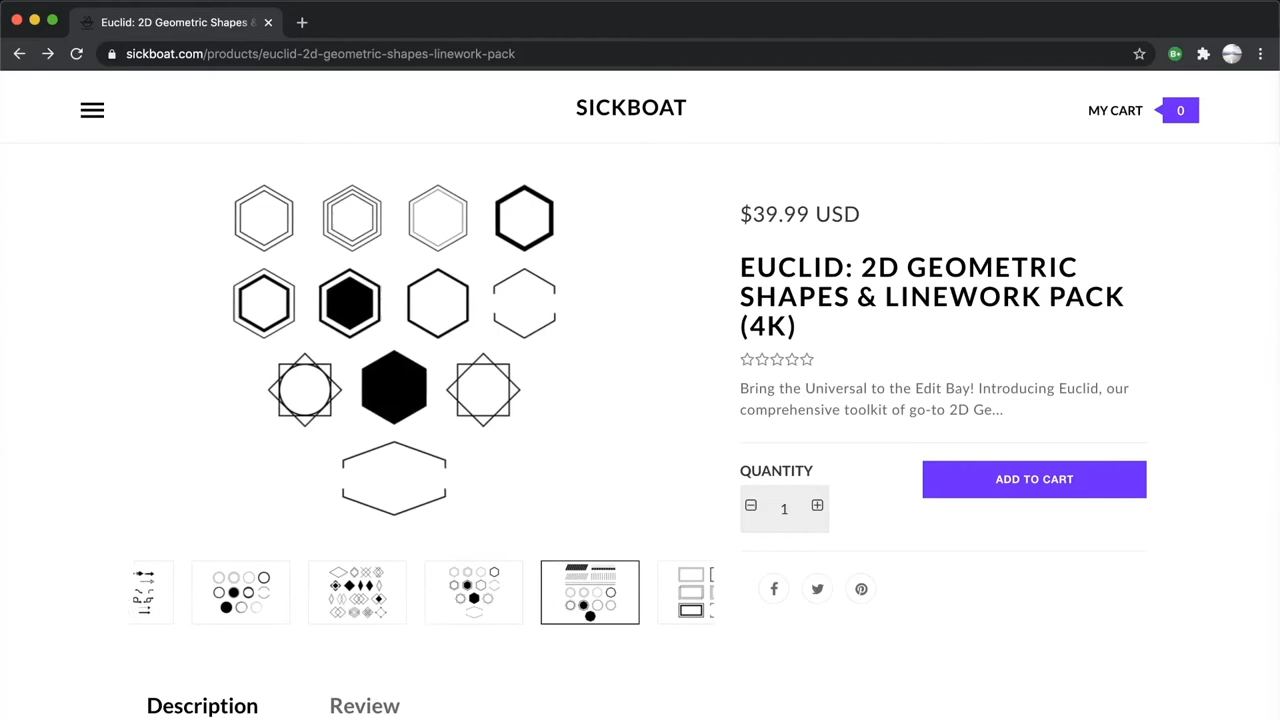 Euclid: 2D Geometric Shapes &
sickboat.com/products/euclid-2d-geometric-shapes-linework-pack
B+
SICKBOAT
MY CART
0
$39.99 USD
EUCLID: 2D GEOMETRIC
SHAPES & LINEWORK PACK
(4K)
Bring the Universal to the Edit Bay! Introducing Euclid, our
comprehensive toolkit of go-to 2D Ge...
QUANTITY
1
ADD TO CART
Description
Review